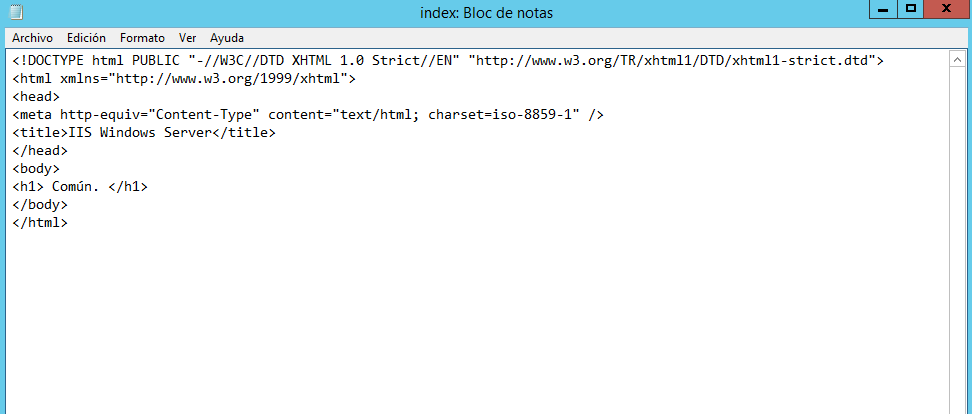 index: Bloc de notas
Archivo Edición Formato Ver Ayuda
<!DOCTYPE html PUBLIC "-//W3C//DTD XHTML 1.0 Strict//EN" "http://www.w3.org/TR/xhtml1/DTD/xhtml1-strict.dtd">
<html xmlns="http://www.w3.org/1999/xhtml">
<head>
<meta http-equiv="Content-Type" content="text/html; charset=iso-8859-1" />
<title>IIS Windows Server</title>
</head>
<body>
<h1> Común. </h1>
</body>
</html>